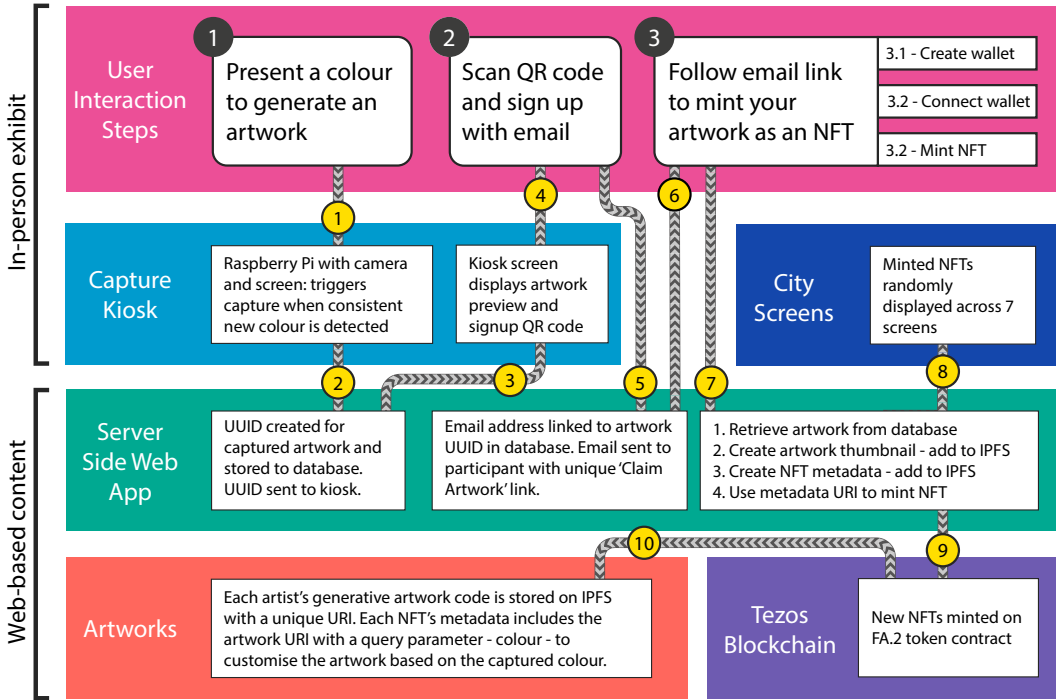 In-person exhibit
User
Interaction
Steps
1
Present a colour
to generate an
artwork
2
Scan QR code
and sign up
with email
3
Follow email link
to mint your
artwork as an NFT
3.1 - Create wallet
3.2 - Connect wallet
3.2 - Mint NFT
1
4
6
Capture
Kiosk
Raspberry Pi with camera
and screen: triggers
capture when consistent
new colour is detected
Kiosk screen
displays artwork
preview and
signup QR code
City
Screens
Minted NFTs
randomly
displayed across 7
screens
2
3
5
7
8
Web-based content
Server
Side Web
App
UUID created for
captured artwork and
stored to database.
UUID sent to kiosk.
Email address linked to artwork
UUID in database. Email sent to
participant with unique ‘Claim
Artwork’ link.
1. Retrieve artwork from database
2. Create artwork thumbnail - add to IPFS
3. Create NFT metadata - add to IPFS
4. Use metadata URI to mint NFT
10
9
Artworks
Each artist’s generative artwork code is stored on IPFS
with a unique URI. Each NFT’s metadata includes the
artwork URI with a query parameter - colour - to
customise the artwork based on the captured colour.
Tezos
Blockchain
New NFTs minted on
FA.2 token contract